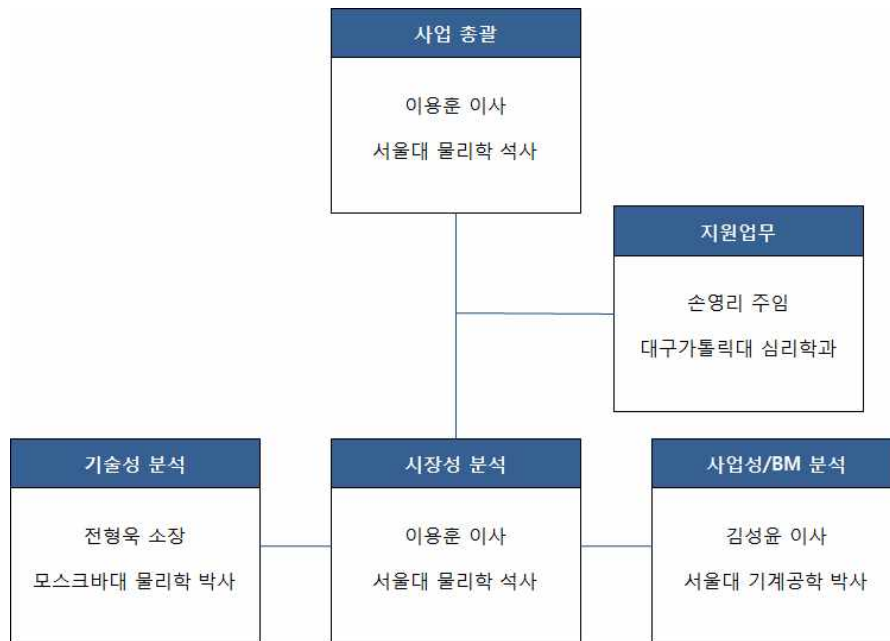 사업 총괄
이용훈 이사
서울대 물리학 석사
지원업무
손영리 주임
대구가톨릭대 심리학과
기술성 분석
전형욱 소장
모스크바대 물리학 박사
시장성 분석
이용훈 이사
서울대 물리학 석사
사업성/BM 분석
김성윤 이사
서울대 기계공학 박사